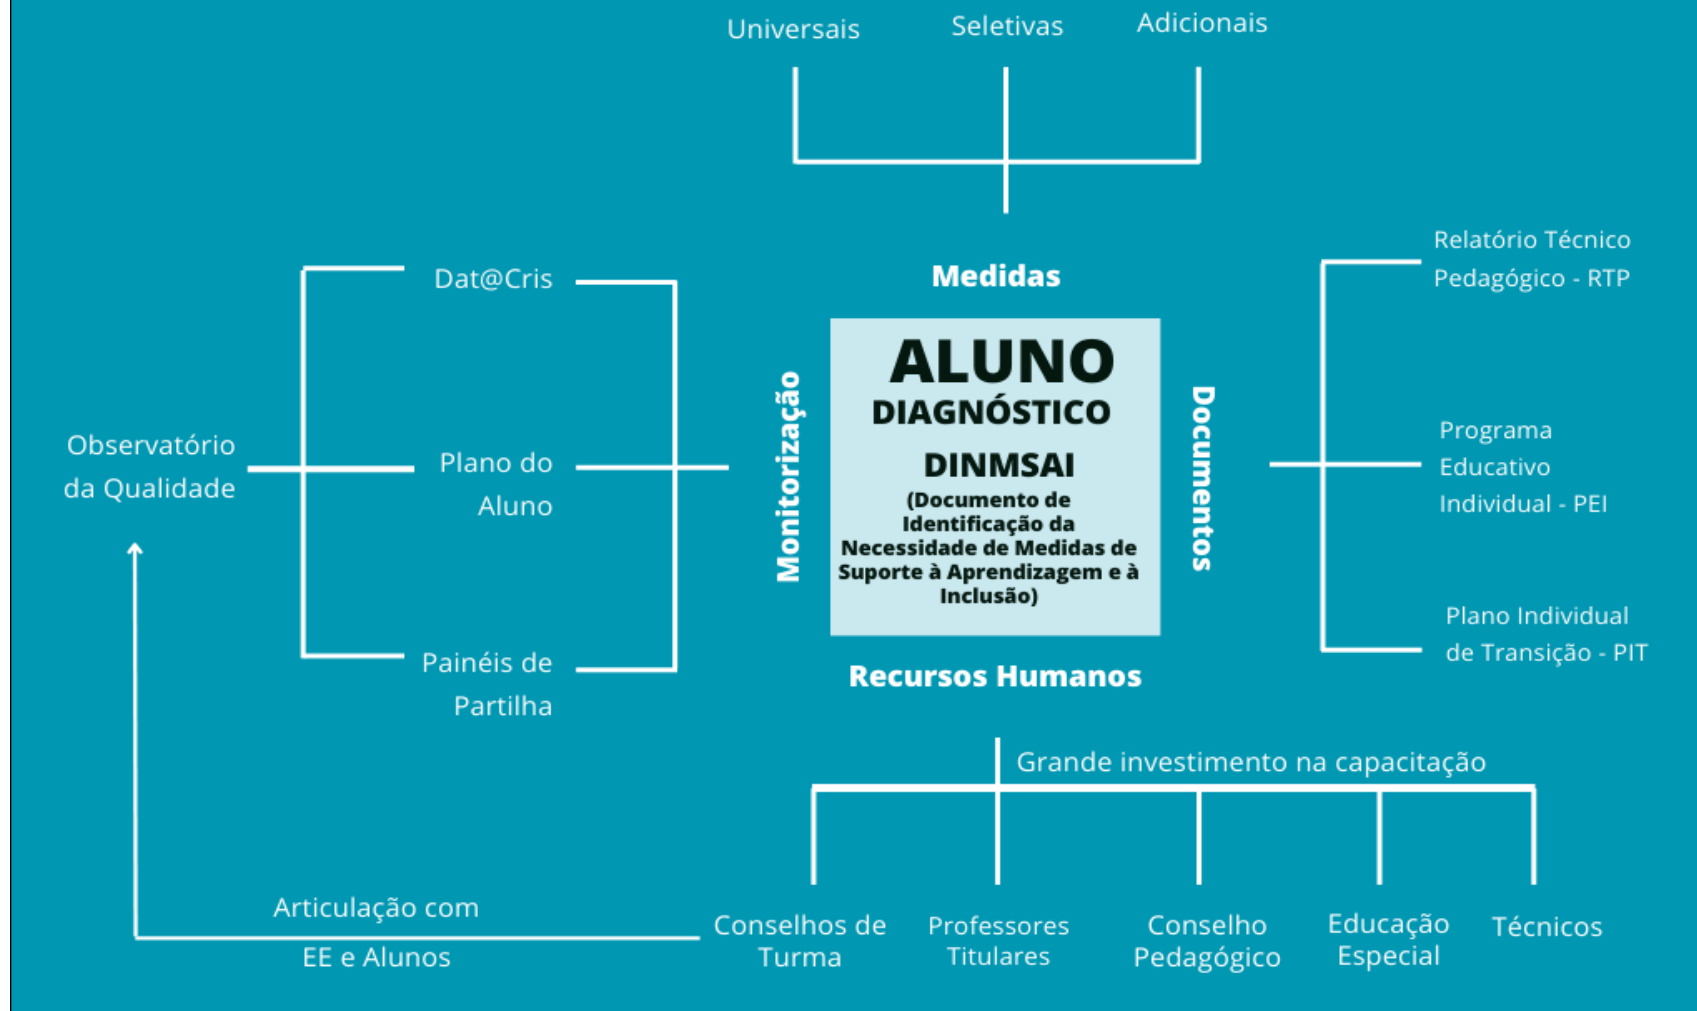 Universais
Seletivas
Adicionais
Medidas
Dat@Cris
Plano do
Aluno
Painéis de
Partilha
Observatório
da Qualidade
Monitorização
ALUNO
DIAGNÓSTICO
DINMSAI
(Documento de
Identificação da
Necessidade de Medidas de
Suporte à Aprendizagem e à
Inclusão)
Documentos
Relatório Técnico
Pedagógico - RTP
Programa
Educativo
Individual - PEI
Plano Individual
de Transição - PIT
Recursos Humanos
Grande investimento na capacitação
Articulação com
EE e Alunos
Conselhos de
Turma
Professores
Titulares
Conselho
Pedagógico
Educação
Especial
Técnicos